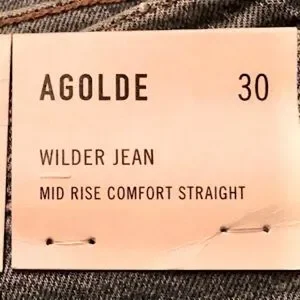 AGOLDE 30
WILDER JEAN
MID RISE COMFORT STRAIGHT